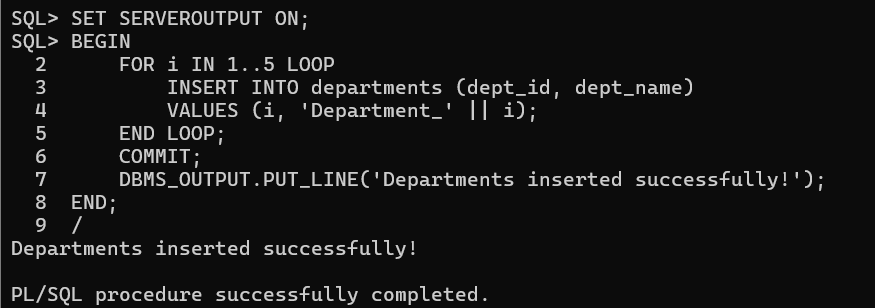 SQL> SET SERVEROUTPUT ON;
SQL> BEGIN
  2      FOR i IN 1..5 LOOP
  3          INSERT INTO departments (dept_id, dept_name)
  4          VALUES (i, 'Department_' || i);
  5      END LOOP;
  6      COMMIT;
  7      DBMS_OUTPUT.PUT_LINE('Departments inserted successfully!');
  8  END;
  9  /
Departments inserted successfully!

PL/SQL procedure successfully completed.